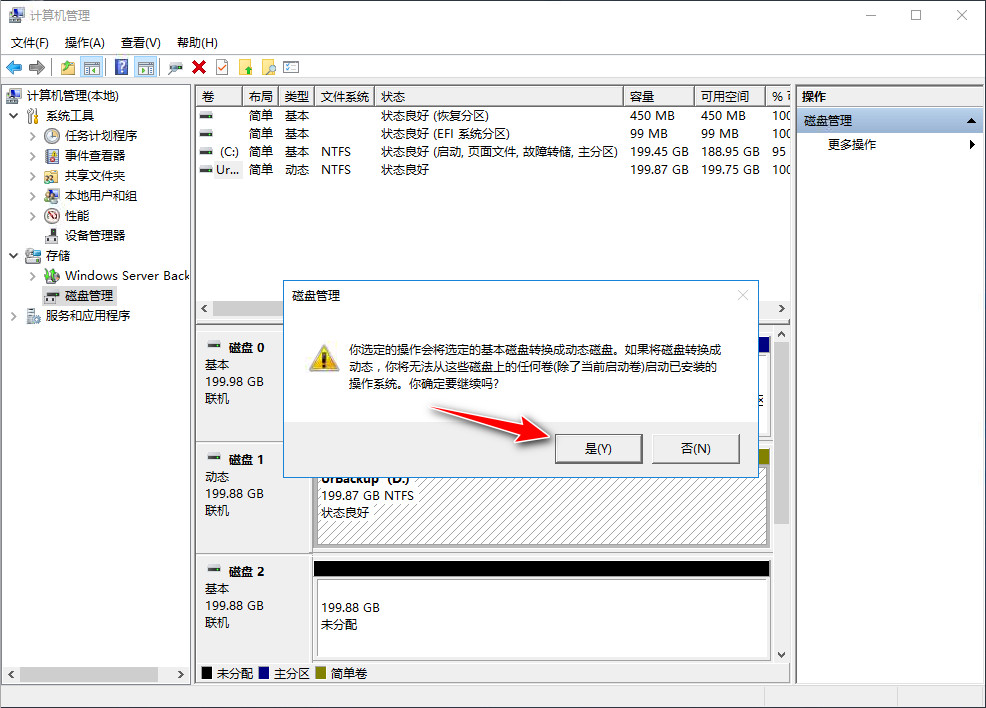 计算机管理
文件(F) 操作(A) 查看(V) 帮助(H)
计算机管理(本地)
系统工具
任务计划程序
事件查看器
共享文件夹
本地用户和组
性能
设备管理器
存储
Windows Server Back
磁盘管理
服务和应用程序
卷 布局 类型 文件系统 状态 容量 可用空间 %
简单 基本 状态良好 (恢复分区) 450 MB 450 MB 100
简单 基本 状态良好 (EFI 系统分区) 99 MB 99 MB 100
(C:) 简单 基本 NTFS 状态良好 (启动, 页面文件, 故障转储, 主分区) 199.45 GB 188.95 GB 95
Ur... 简单 动态 NTFS 状态良好 199.87 GB 199.75 GB 100
操作
磁盘管理
更多操作
磁盘管理
你选定的操作会将选定的基本磁盘转换成动态磁盘。如果将磁盘转换成
动态，你将无法从这些磁盘上的任何卷(除了当前启动卷)启动已安装的
操作系统。你确定要继续吗?
是(Y) 否(N)
磁盘 0
基本
199.98 GB
联机
磁盘 1
动态
199.88 GB
联机
UrBackup (D:)
199.87 GB NTFS
状态良好
磁盘 2
基本
199.88 GB
联机
199.88 GB
未分配
未分配 主分区 简单卷